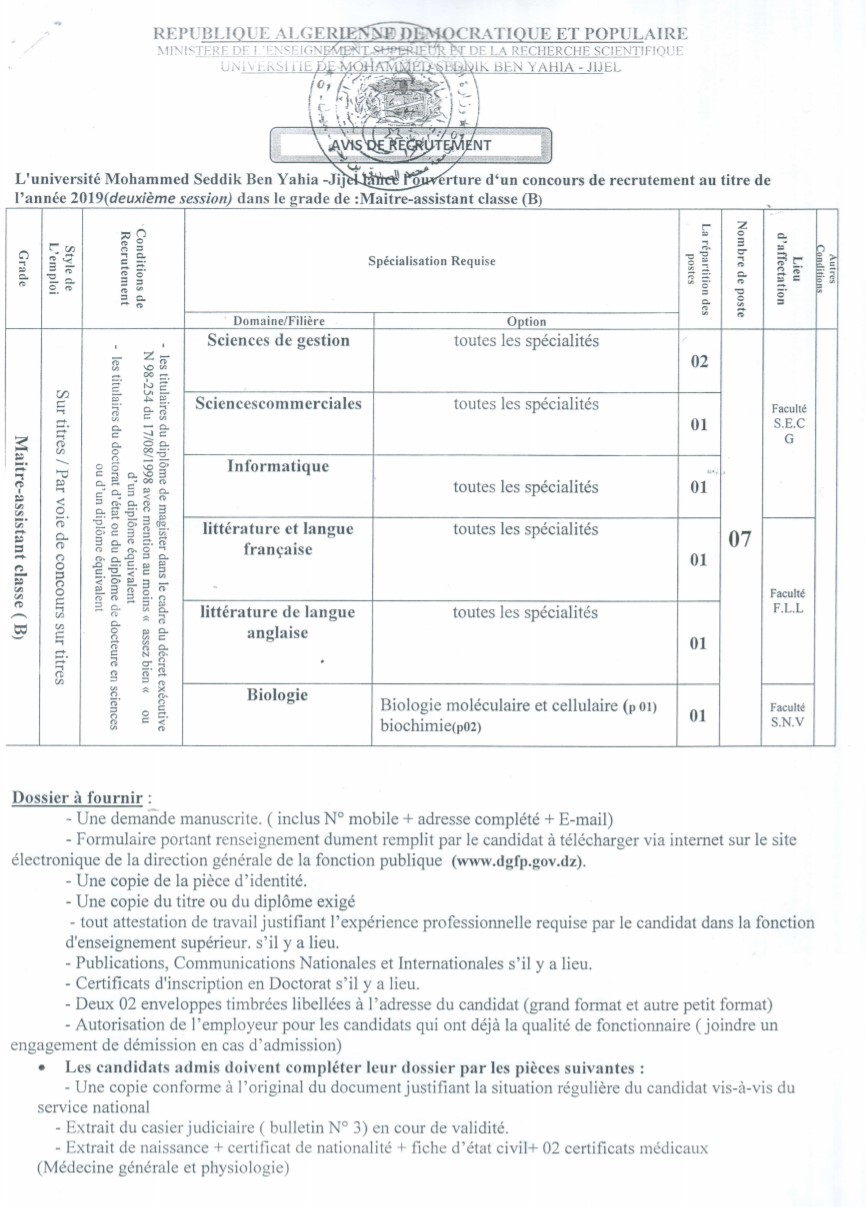 REPUBLIQUE ALGERIENNE DEMOCRATIQUE ET POPULAIRE
MINISTERE DE L'ENSEIGNEMENT SUPERIEUR ET DE LA RECHERCHE SCIENTIFIQUE
UNIVERSITIE DE MOHAMMED SEDDIK BEN YAHIA - JIJEL
AVIS DE RECRUTEMENT
L'université Mohammed Seddik Ben Yahia -Jijel lance l'ouverture d'un concours de recrutement au titre de
l'année 2019(deuxième session) dans le grade de :Maitre-assistant classe (B)
Grade
Style de
L'emploi
Conditions de
Recrutement
Spécialisation Requise
La répartition des
postes
Nombre de poste
Lieu
d'affectation
Autres
Conditions
Domaine/Filière
Option
Maitre-assistant classe ( B)
Sur titres / Par voie de concours sur titres
- les titulaires du diplôme de magister dans le cadre du décret exécutive
N 98-254 du 17/08/1998 avec mention au moins « assez bien « ou
d'un diplôme équivalent
- les titulaires du doctorat d'état ou du diplôme de docteure en sciences
ou d'un diplôme équivalent
Sciences de gestion
toutes les spécialités
02
Sciencescommerciales
toutes les spécialités
01
Faculté
S.E.C
G
Informatique
toutes les spécialités
01
littérature et langue
française
toutes les spécialités
01
07
littérature de langue
anglaise
toutes les spécialités
01
Faculté
F.L.L
Biologie
Biologie moléculaire et cellulaire (p 01)
biochimie(p02)
01
Faculté
S.N.V
Dossier à fournir :
- Une demande manuscrite. ( inclus N° mobile + adresse complété + E-mail)
- Formulaire portant renseignement dument remplit par le candidat à télécharger via internet sur le site
électronique de la direction générale de la fonction publique (www.dgfp.gov.dz).
- Une copie de la pièce d'identité.
- Une copie du titre ou du diplôme exigé
- tout attestation de travail justifiant l'expérience professionnelle requise par le candidat dans la fonction
d'enseignement supérieur. s'il y a lieu.
- Publications, Communications Nationales et Internationales s'il y a lieu.
- Certificats d'inscription en Doctorat s'il y a lieu.
- Deux 02 enveloppes timbrées libellées à l'adresse du candidat (grand format et autre petit format)
- Autorisation de l'employeur pour les candidats qui ont déjà la qualité de fonctionnaire ( joindre un
engagement de démission en cas d'admission)
• Les candidats admis doivent compléter leur dossier par les pièces suivantes :
- Une copie conforme à l'original du document justifiant la situation régulière du candidat vis-à-vis du
service national
- Extrait du casier judiciaire ( bulletin N° 3) en cour de validité.
- Extrait de naissance + certificat de nationalité + fiche d'état civil+ 02 certificats médicaux
(Médecine générale et physiologie)